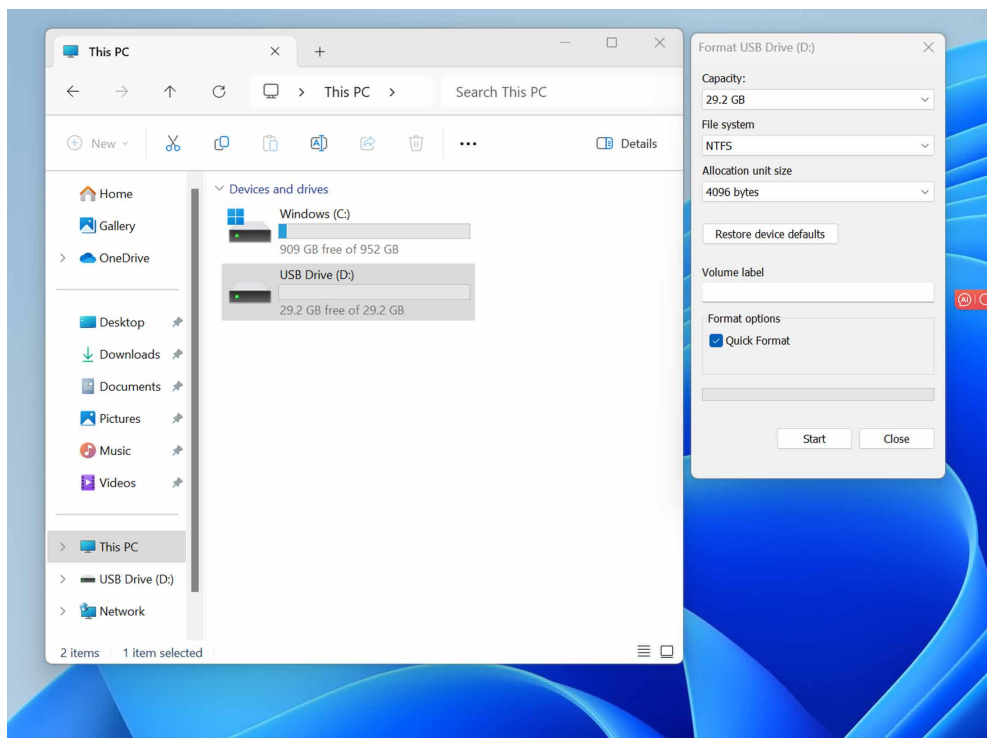 This PC
This PC
Search This PC
New
Details
Home
Gallery
OneDrive
Desktop
Downloads
Documents
Pictures
Music
Videos
This PC
USB Drive (D:)
Network
Devices and drives
Windows (C:)
909 GB free of 952 GB
USB Drive (D:)
29.2 GB free of 29.2 GB
2 items 1 item selected
Format USB Drive (D:)
Capacity:
29.2 GB
File system
NTFS
Allocation unit size
4096 bytes
Restore device defaults
Volume label
Format options
Quick Format
Start Close
AI